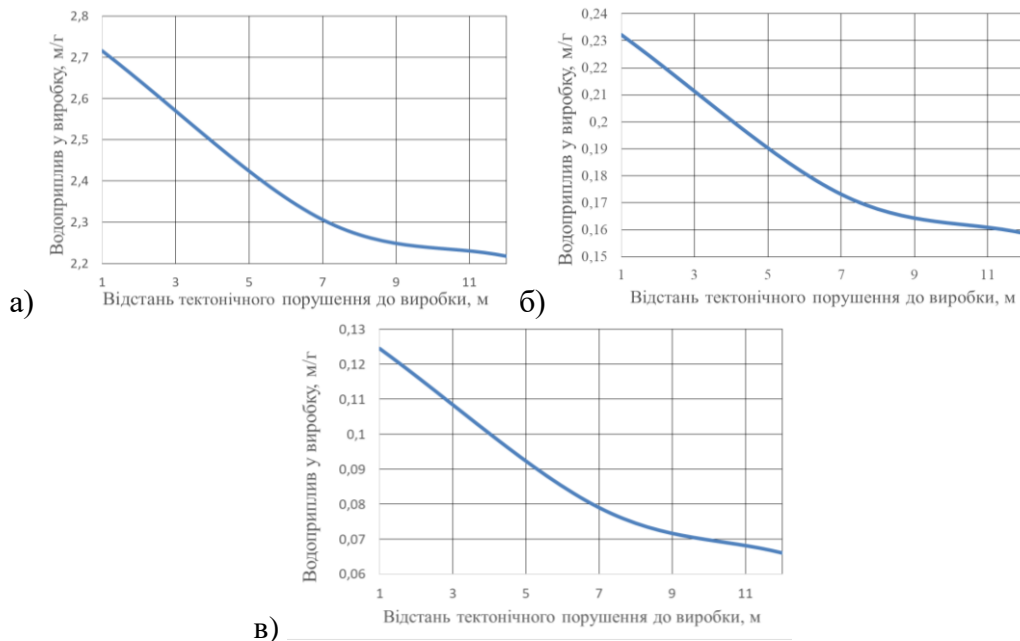 Водоприплив у виробку, м/г
2,8
2,7
2,6
2,5
2,4
2,3
2,2
1 3 5 7 9 11
Відстань тектонічного порушення до виробки, м
а)
Водоприплив у виробку, м/г
0,24
0,23
0,22
0,21
0,2
0,19
0,18
0,17
0,16
0,15
1 3 5 7 9 11
Відстань тектонічного порушення до виробки, м
б)
Водоприплив у виробку, м/г
0,13
0,12
0,11
0,1
0,09
0,08
0,07
0,06
1 3 5 7 9 11
Відстань тектонічного порушення до виробки, м
в)